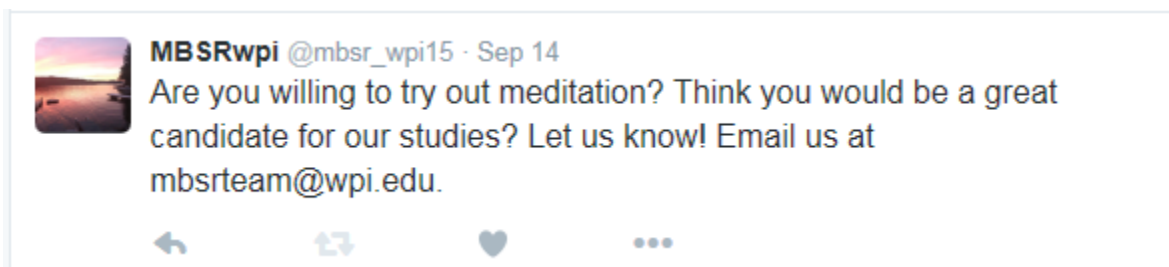 MBSRwpi @mbsr_wpi15 · Sep 14
Are you willing to try out meditation? Think you would be a great
candidate for our studies? Let us know! Email us at
mbsrteam@wpi.edu.